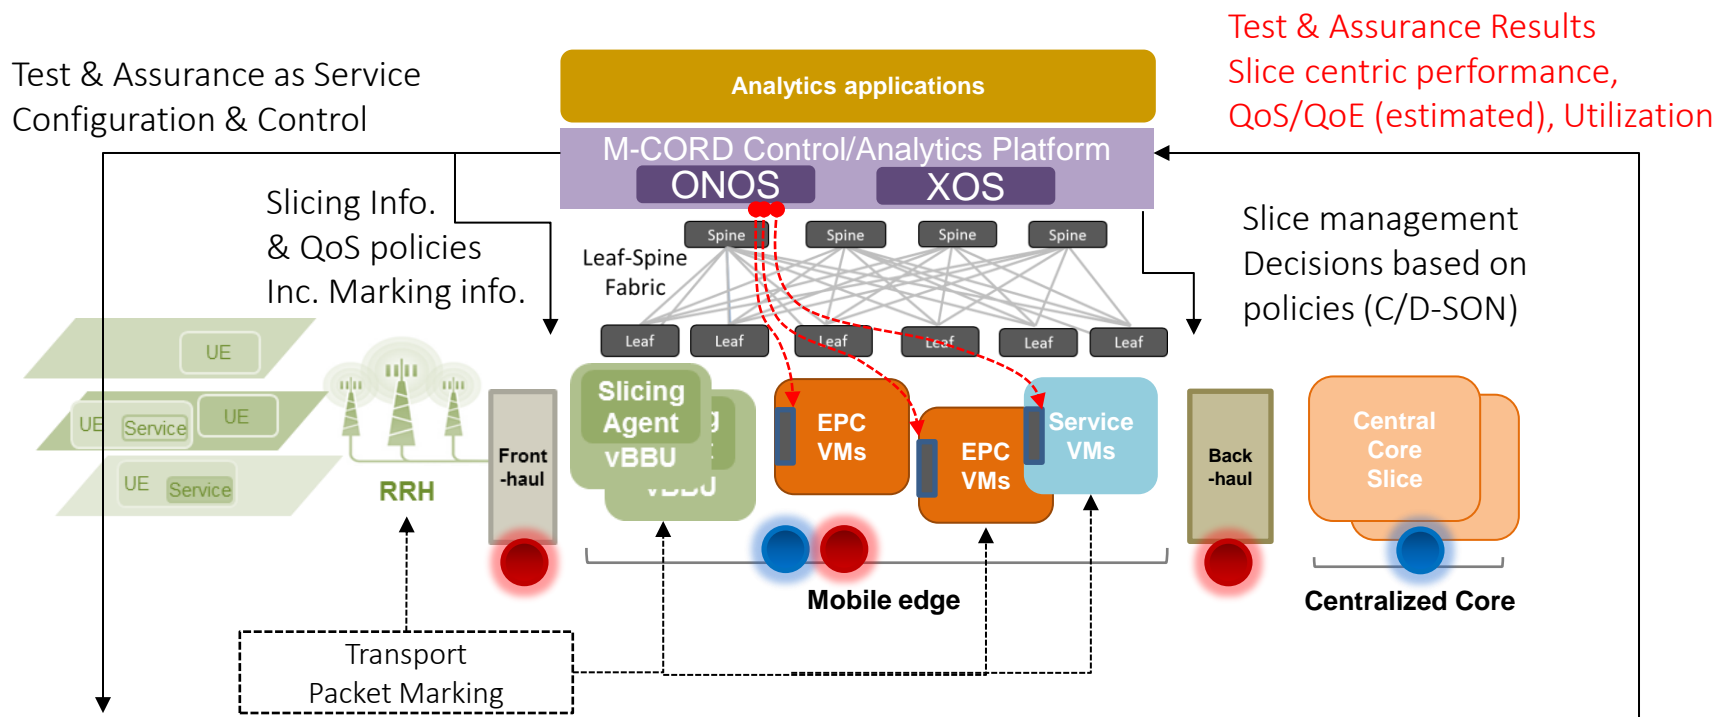 Test & Assurance as Service
Configuration & Control
Analytics applications
Test & Assurance Results
Slice centric performance,
QoS/QoE (estimated), Utilization
M-CORD Control/Analytics Platform
ONOS
XOS
Slicing Info.
& QoS policies
Inc. Marking info.
Leaf-Spine
Fabric
Spine
Spine
Spine
Spine
Leaf
Leaf
Leaf
Leaf
Leaf
Leaf
Slice management
Decisions based on
policies (C/D-SON)
UE
UE
Service
UE
UE
Service
RRH
Front
-haul
Slicing
Agent
vBBU
vBBU
EPC
VMs
EPC
VMs
Service
VMs
Back
-haul
Central
Core
Slice
Mobile edge
Centralized Core
Transport
Packet Marking